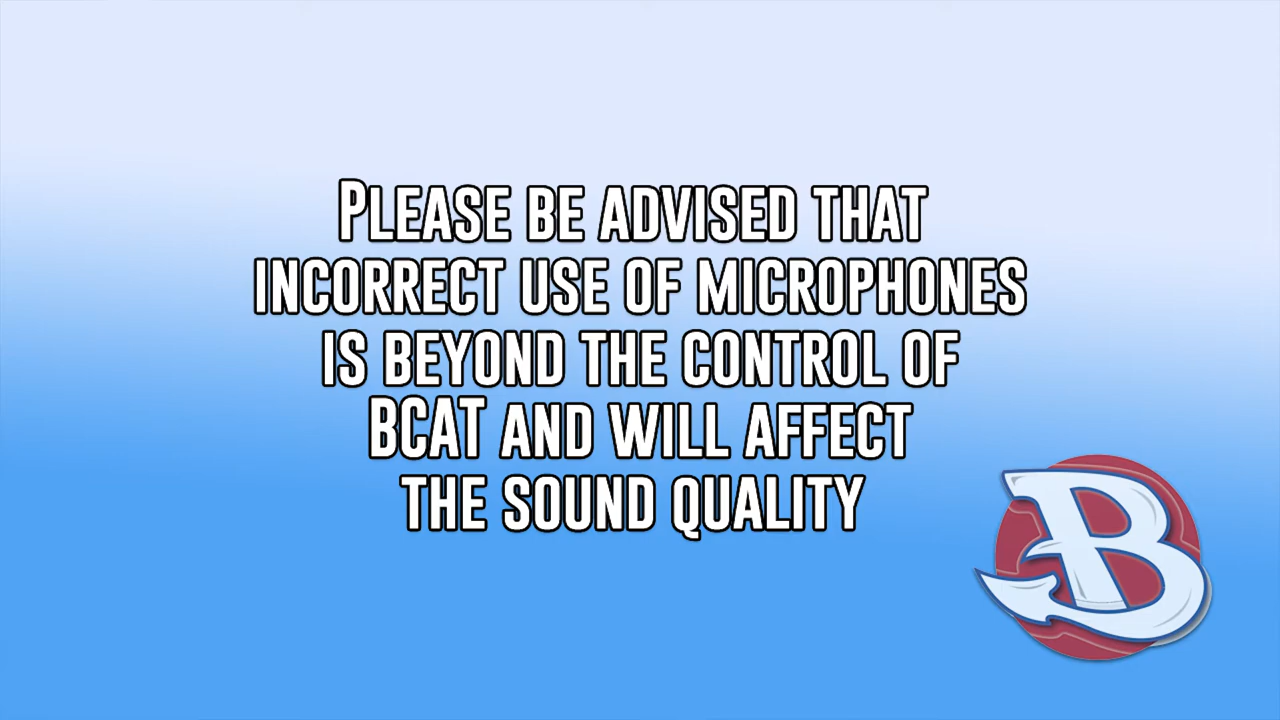 Please be advised that
incorrect use of microphones
is beyond the control of
BCAT and will affect
the sound quality
B